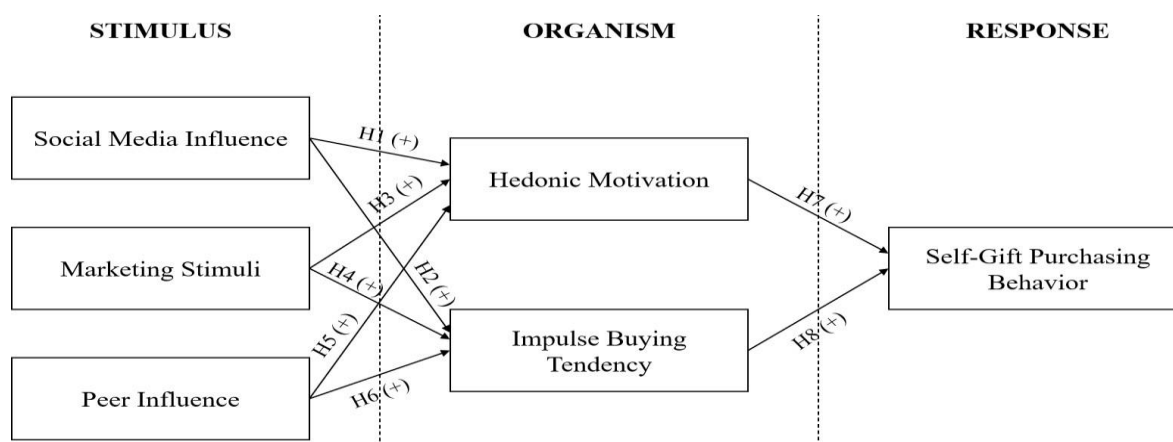 STIMULUS
ORGANISM
RESPONSE
Social Media Influence
H1 (+)
Hedonic Motivation
H3 (+)
H7 (+)
Marketing Stimuli
H4 (+)
H2 (+)
Self-Gift Purchasing
Behavior
H5 (+)
Impulse Buying
Tendency
H8 (+)
Peer Influence
H6 (+)